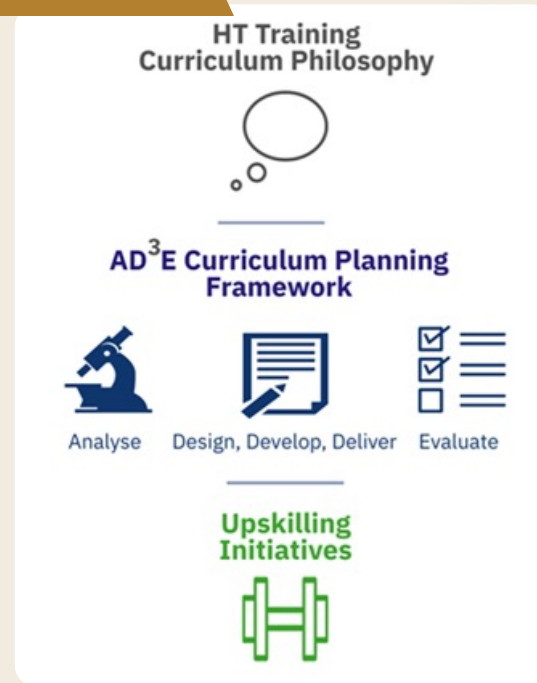 HT Training
Curriculum Philosophy
AD³E Curriculum Planning
Framework
Analyse
Design, Develop, Deliver
Evaluate
Upskilling
Initiatives